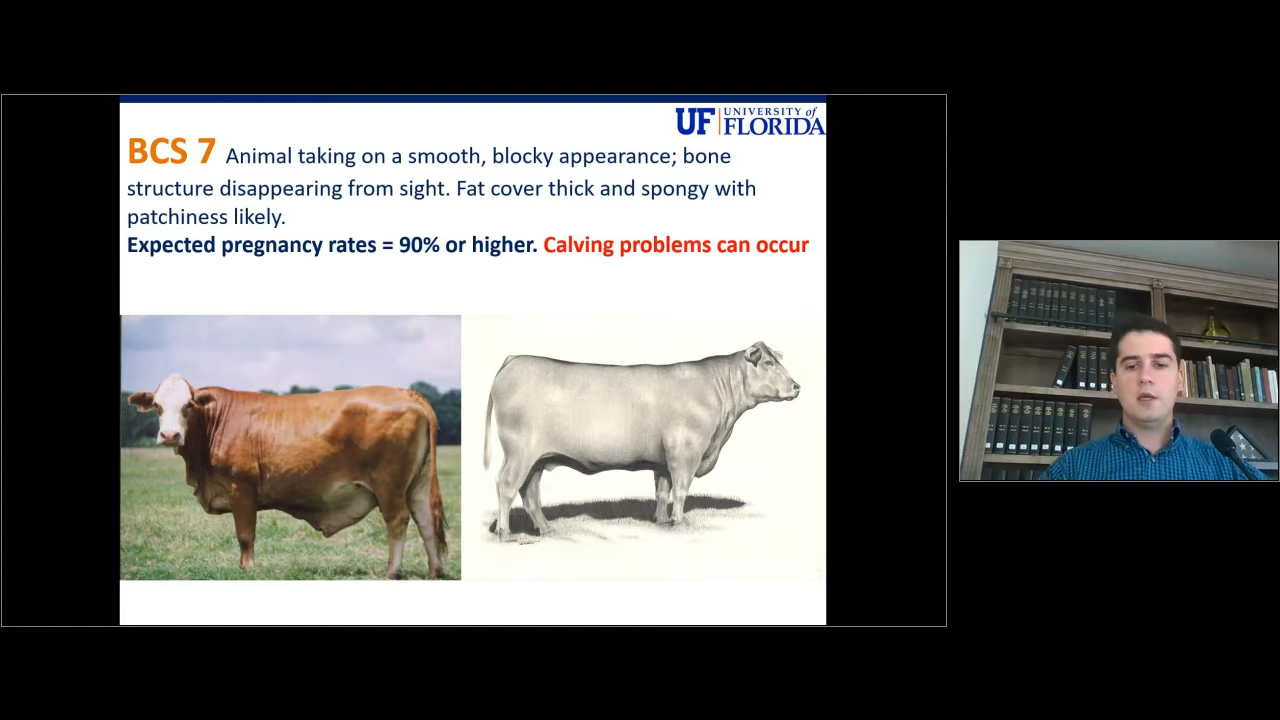 UF UNIVERSITY of
FLORIDA
BCS 7 Animal taking on a smooth, blocky appearance; bone
structure disappearing from sight. Fat cover thick and spongy with
patchiness likely.
Expected pregnancy rates = 90% or higher. Calving problems can occur